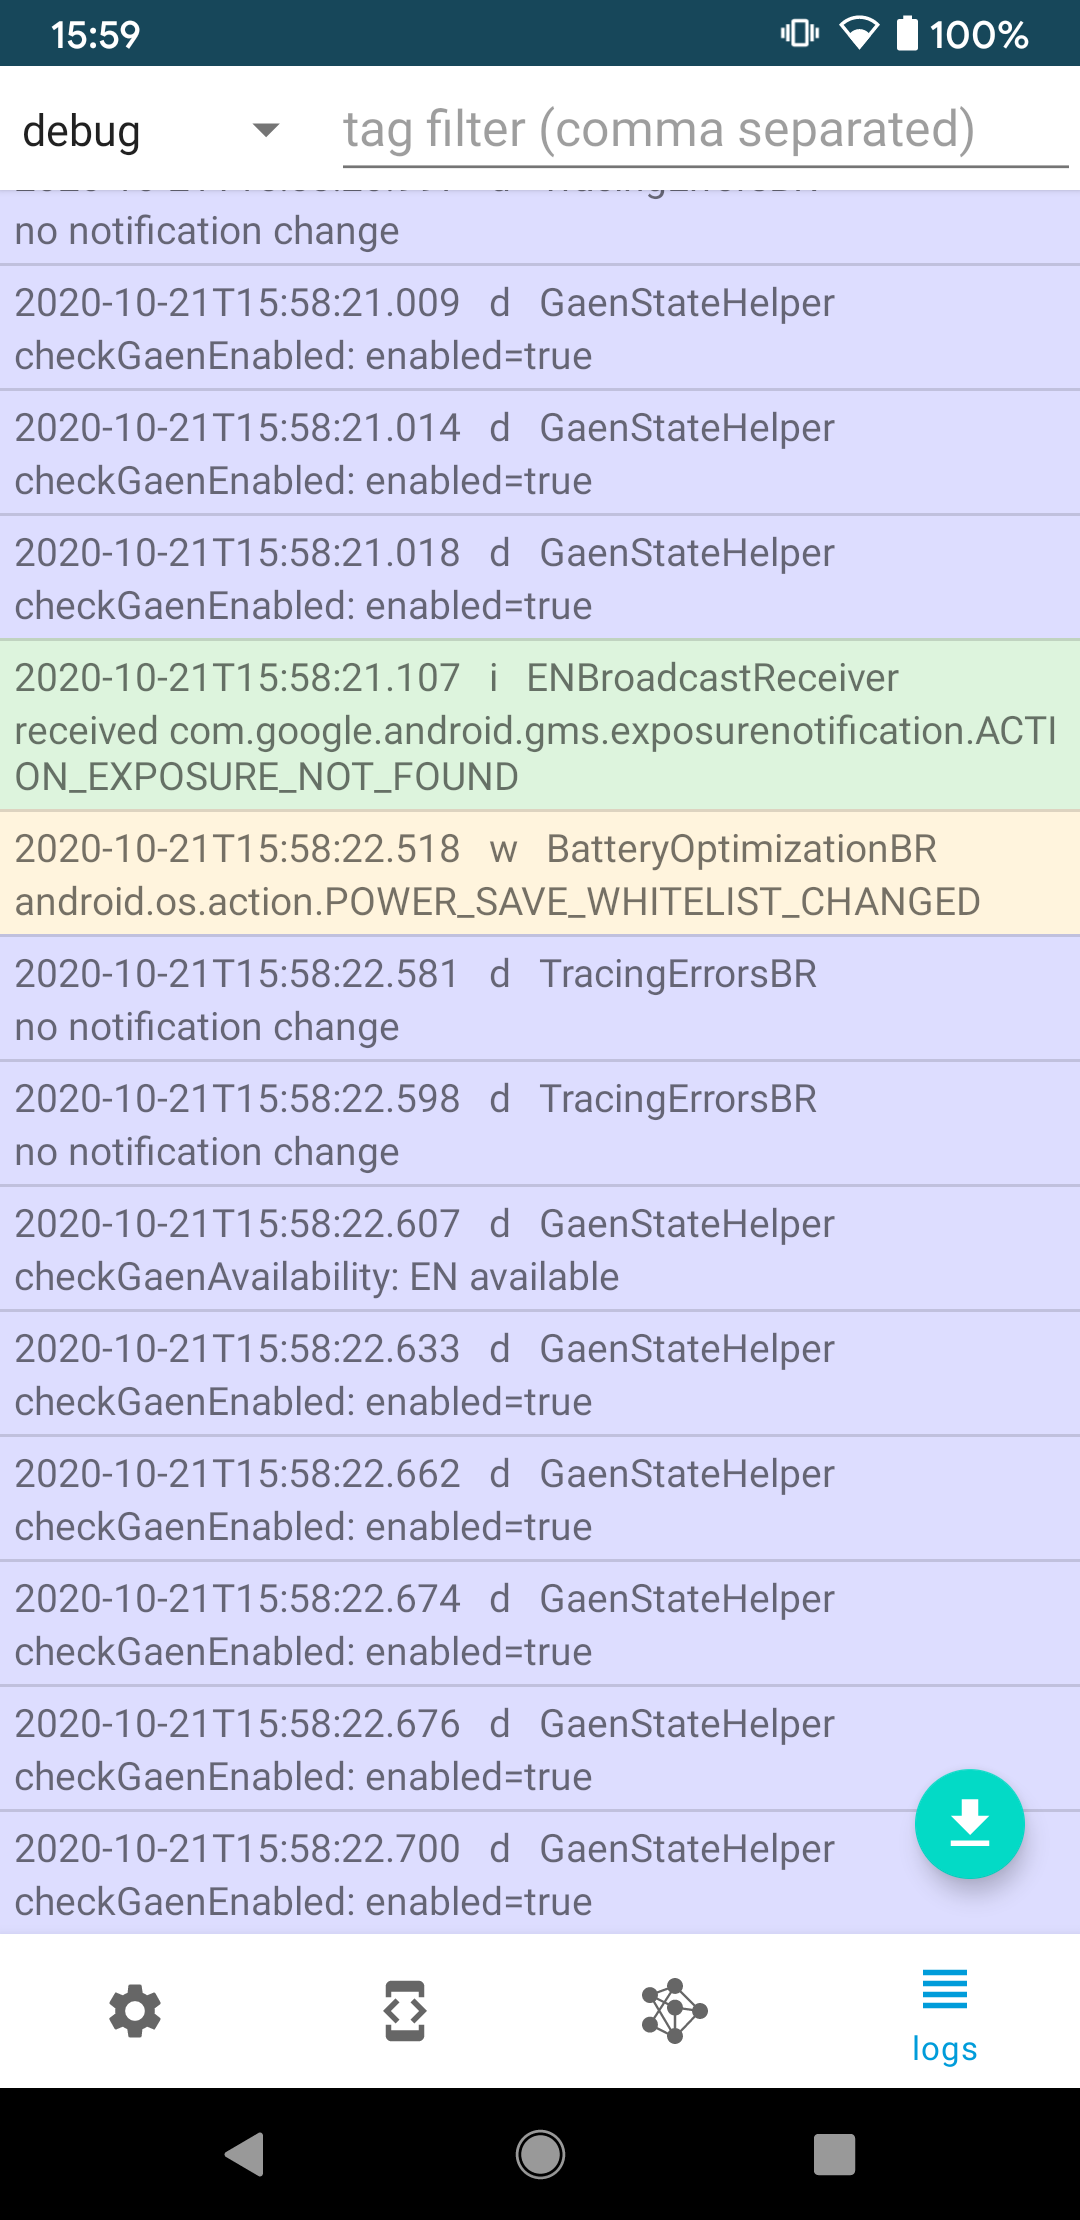 15:59 100%
debug tag filter (comma separated)
no notification change
2020-10-21T15:58:21.009 d GaenStateHelper
checkGaenEnabled: enabled=true
2020-10-21T15:58:21.014 d GaenStateHelper
checkGaenEnabled: enabled=true
2020-10-21T15:58:21.018 d GaenStateHelper
checkGaenEnabled: enabled=true
2020-10-21T15:58:21.107 i ENBroadcastReceiver
received com.google.android.gms.exposurenotification.ACTI
ON_EXPOSURE_NOT_FOUND
2020-10-21T15:58:22.518 w BatteryOptimizationBR
android.os.action.POWER_SAVE_WHITELIST_CHANGED
2020-10-21T15:58:22.581 d TracingErrorsBR
no notification change
2020-10-21T15:58:22.598 d TracingErrorsBR
no notification change
2020-10-21T15:58:22.607 d GaenStateHelper
checkGaenAvailability: EN available
2020-10-21T15:58:22.633 d GaenStateHelper
checkGaenEnabled: enabled=true
2020-10-21T15:58:22.662 d GaenStateHelper
checkGaenEnabled: enabled=true
2020-10-21T15:58:22.674 d GaenStateHelper
checkGaenEnabled: enabled=true
2020-10-21T15:58:22.676 d GaenStateHelper
checkGaenEnabled: enabled=true
2020-10-21T15:58:22.700 d GaenStateHelper
checkGaenEnabled: enabled=true
logs